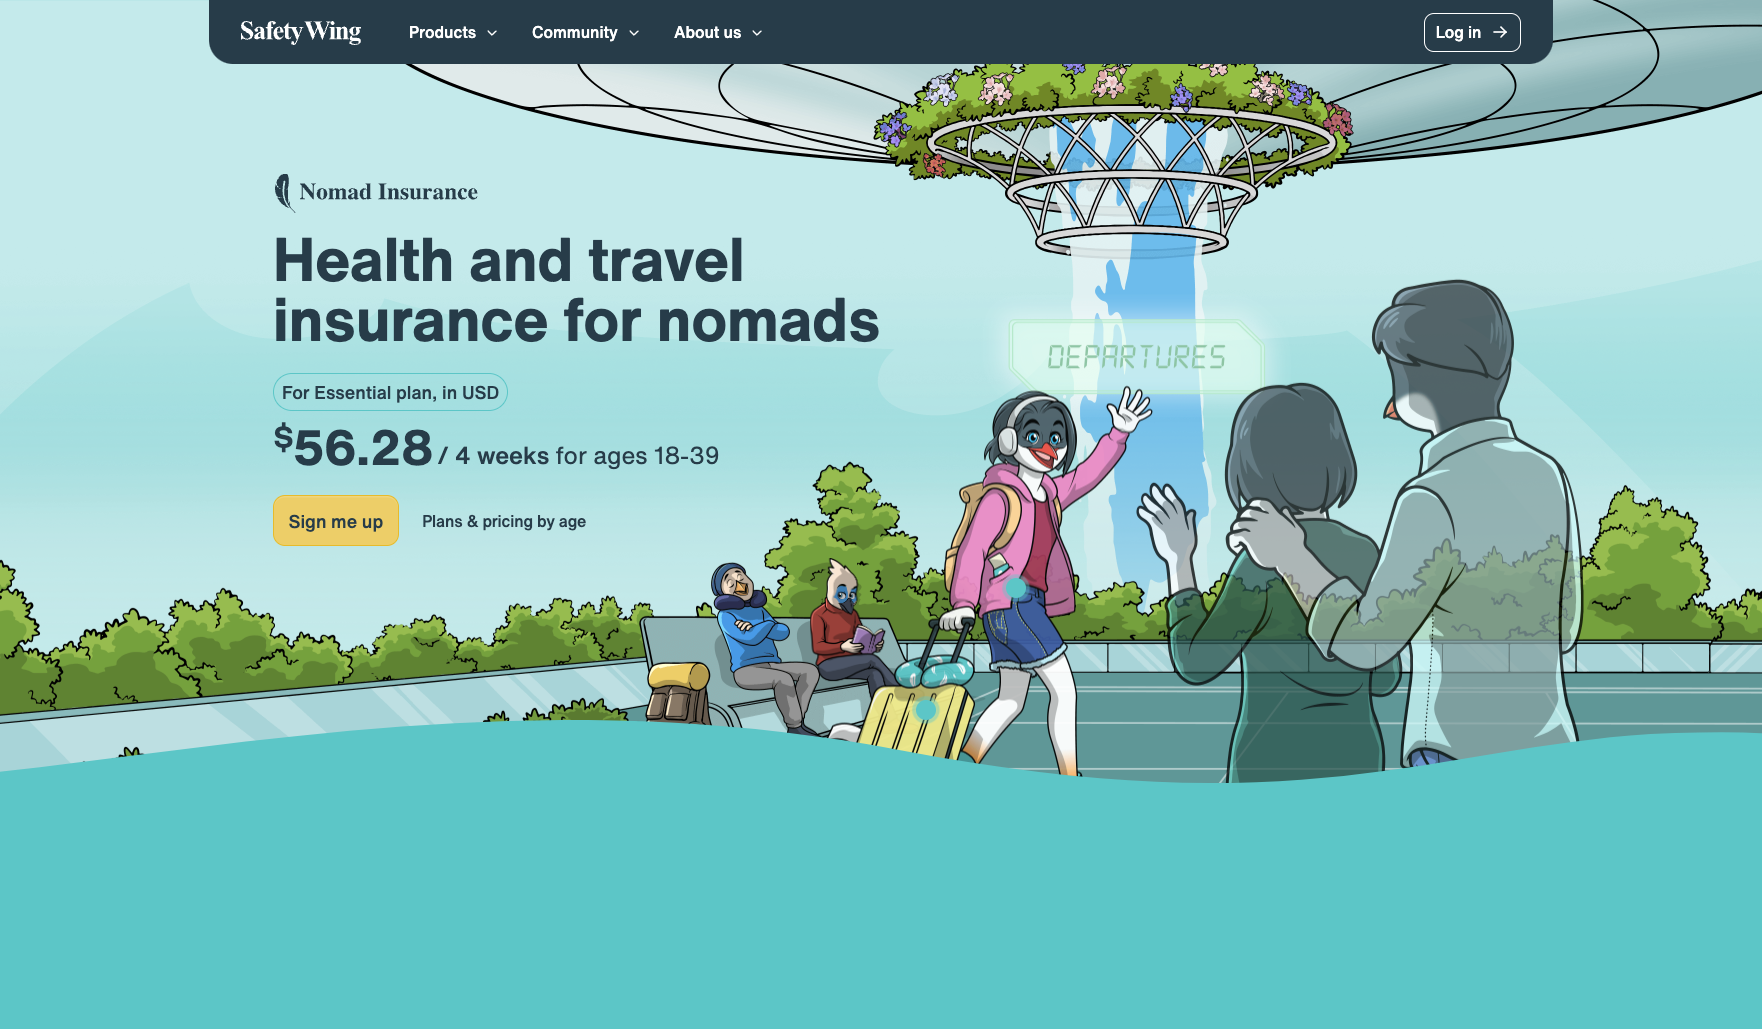 SafetyWing
Products
Community
About us
Log in
Nomad Insurance
Health and travel
insurance for nomads
For Essential plan, in USD
$56.28 / 4 weeks for ages 18-39
Sign me up
Plans & pricing by age
DEPARTURES